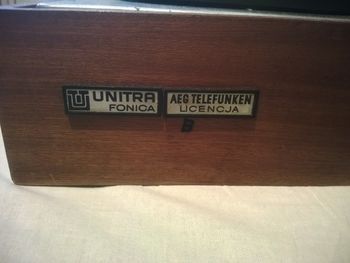 UNITRA
FONICA
AEG TELEFUNKEN
LICENCJA
B